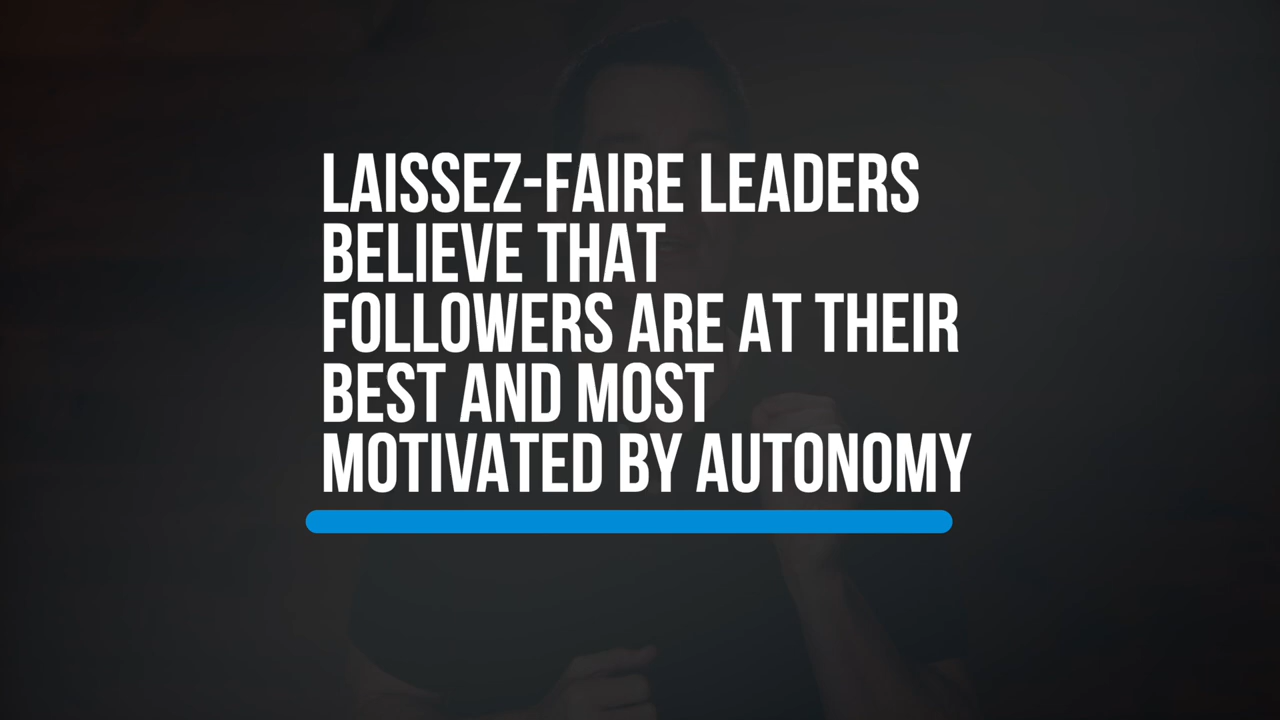 LAISSEZ-FAIRE LEADERS
BELIEVE THAT
FOLLOWERS ARE AT THEIR
BEST AND MOST
MOTIVATED BY AUTONOMY